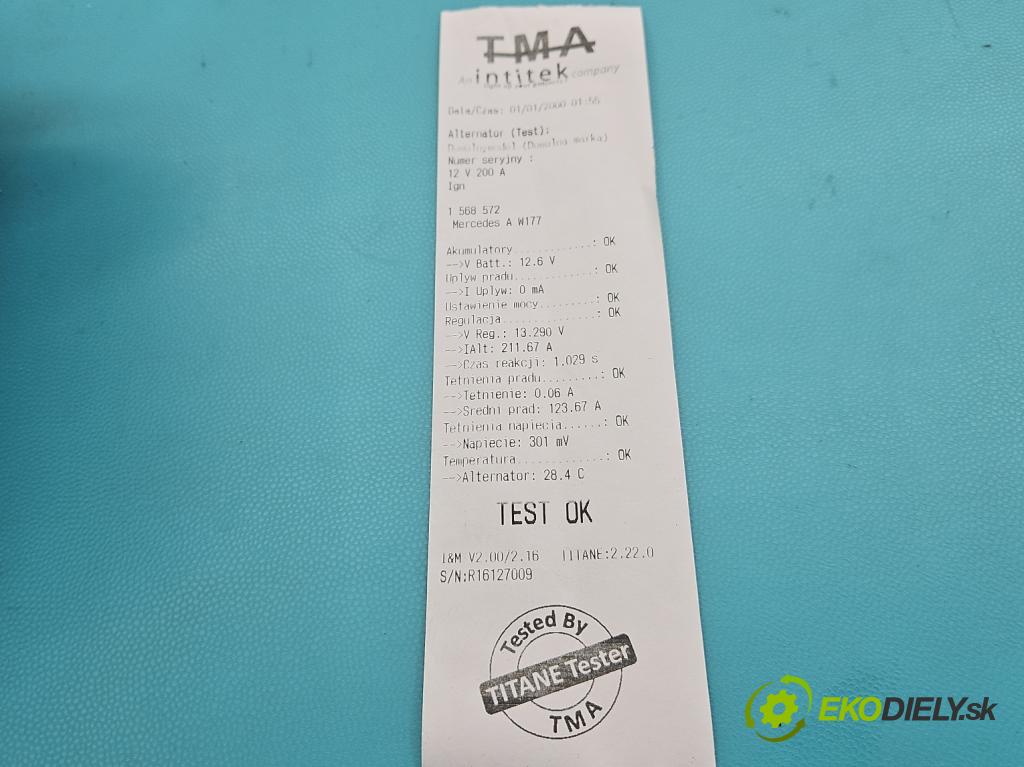 TMA
An intitek company
Data/Czas: 01/01/2000 01:55
Alternator (Test):
(Dowolna marka)
Numer seryjny :
12 V 200 A
Ign
1 568 572
Mercedes A W177
Akumulatory............: OK
-->V Batt.: 12.6 V
Uplyw pradu............: OK
-->I Uplyw: 0 mA
Ustawienie mocy.........: OK
Regulacja..............: OK
-->V Reg.: 13.290 V
-->IAlt: 211.67 A
-->Czas reakcji: 1.029 s
Tetnienia pradu.........: OK
-->Tetnienie: 0.06 A
-->Sredni prad: 123.67 A
Tetnienia napiecia......: OK
-->Napiecie: 301 mV
Temperatura.............: OK
-->Alternator: 28.4 C
TEST OK
I&M V2.00/2.16 TITANE:2.22.0
S/N:R16127009
Tested By
TITANE Tester
TMA
EKODIELY.sk